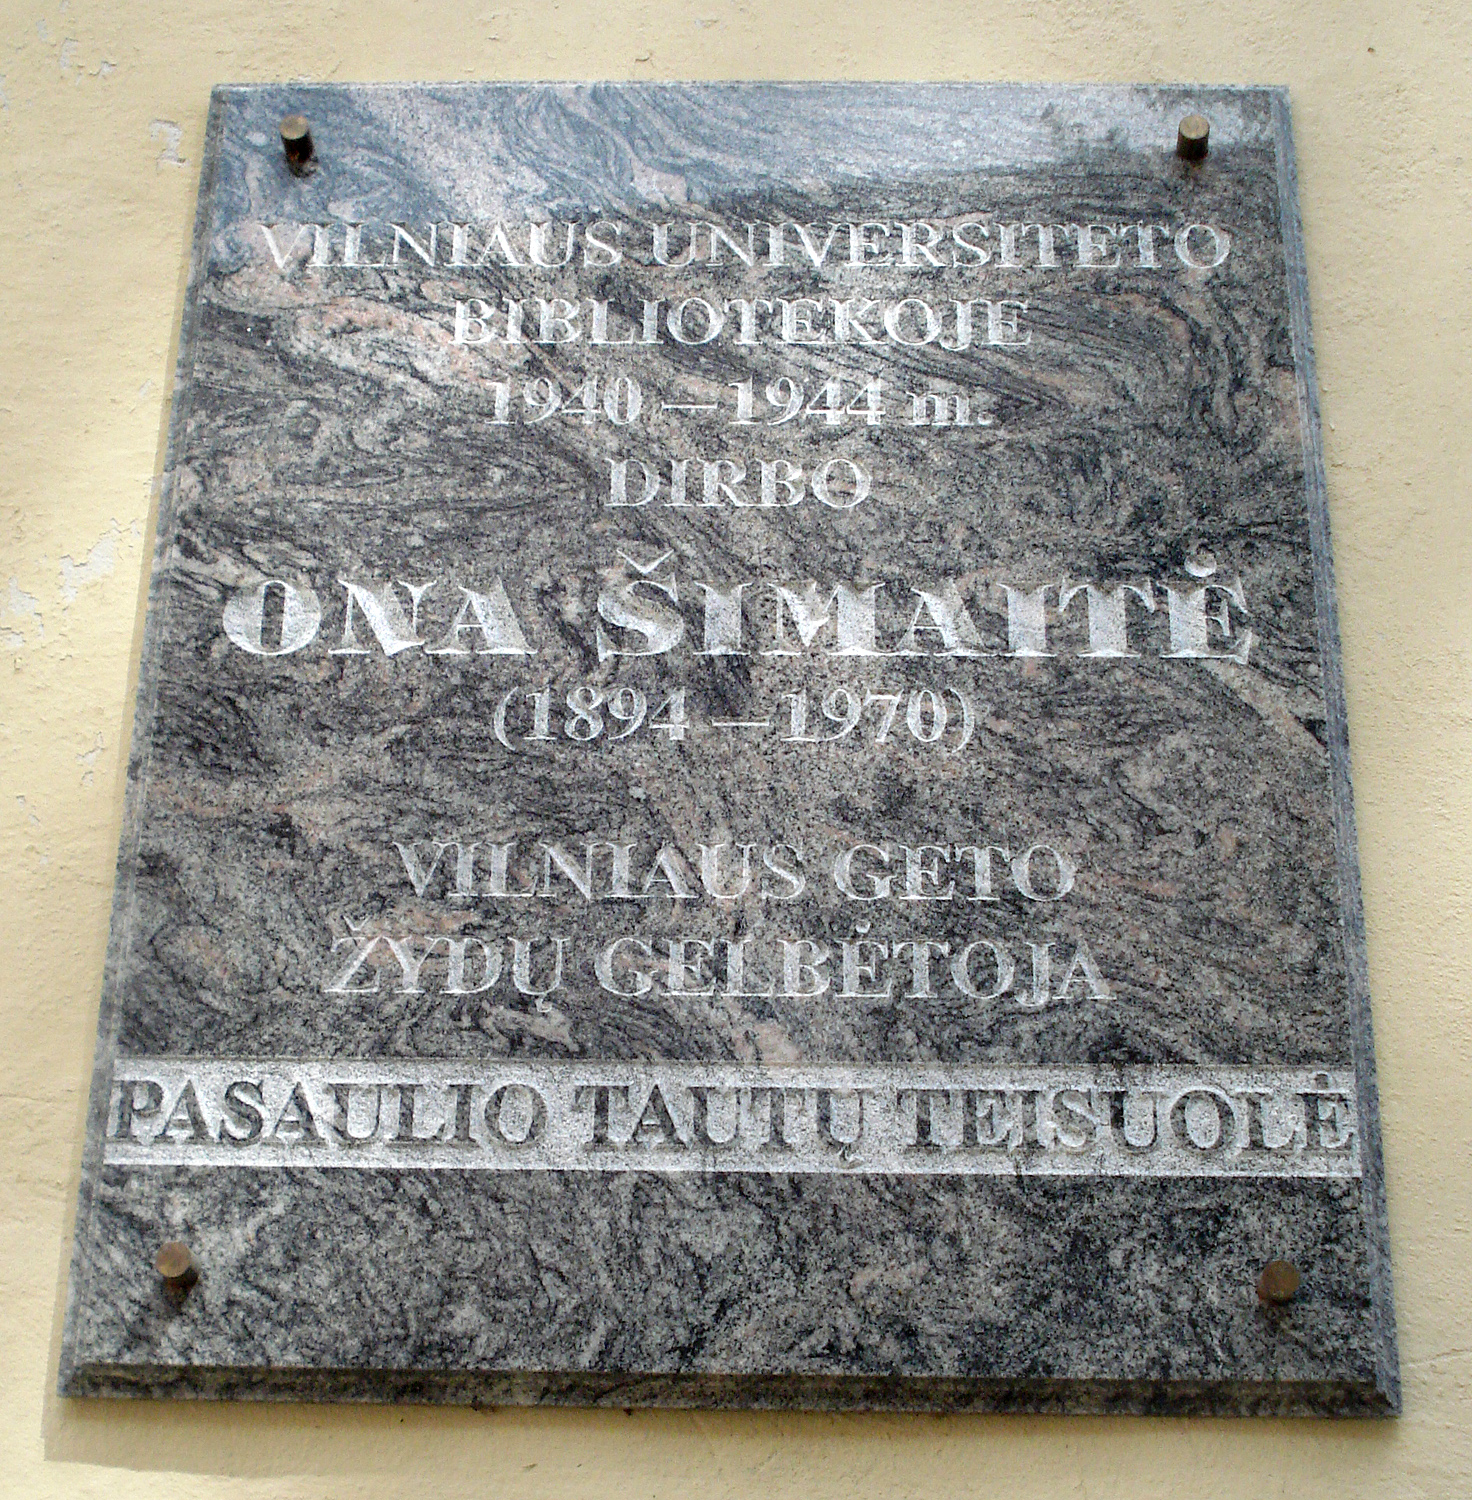 VILNIAUS UNIVERSITETO
BIBLIOTEKOJE
1940 – 1944 m.
DIRBO
ONA ŠIMAITĖ
(1894 – 1970)
VILNIAUS GETO
ŽYDŲ GELBĖTOJA
PASAULIO TAUTŲ TEISUOLĖ